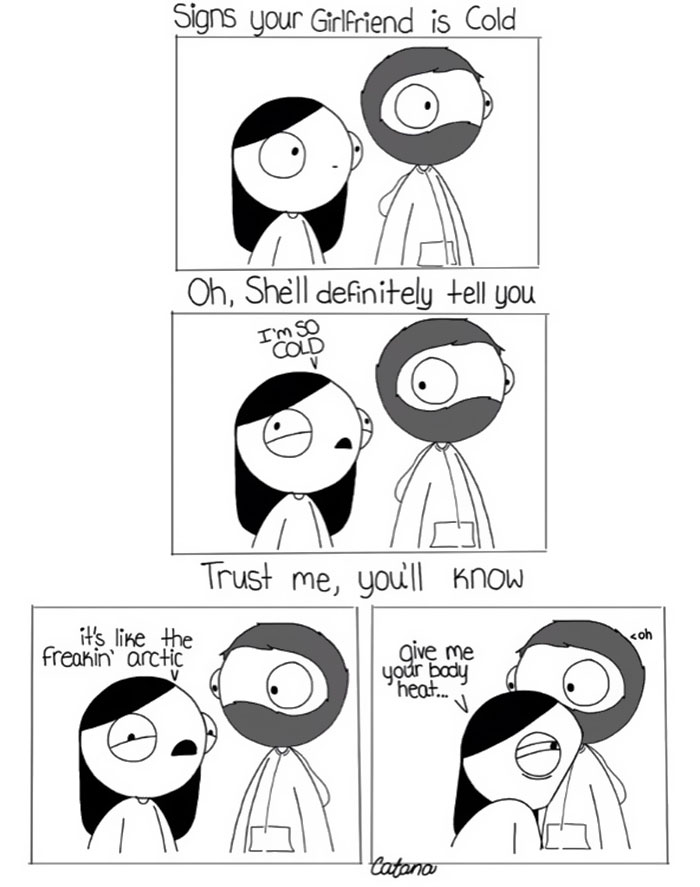 Signs your Girlfriend is Cold
Oh, She'll definitely tell you
I'm SO
COLD
Trust me, you'll know
it's like the
freakin' arctic
give me
your body
heat...
<oh
Catana